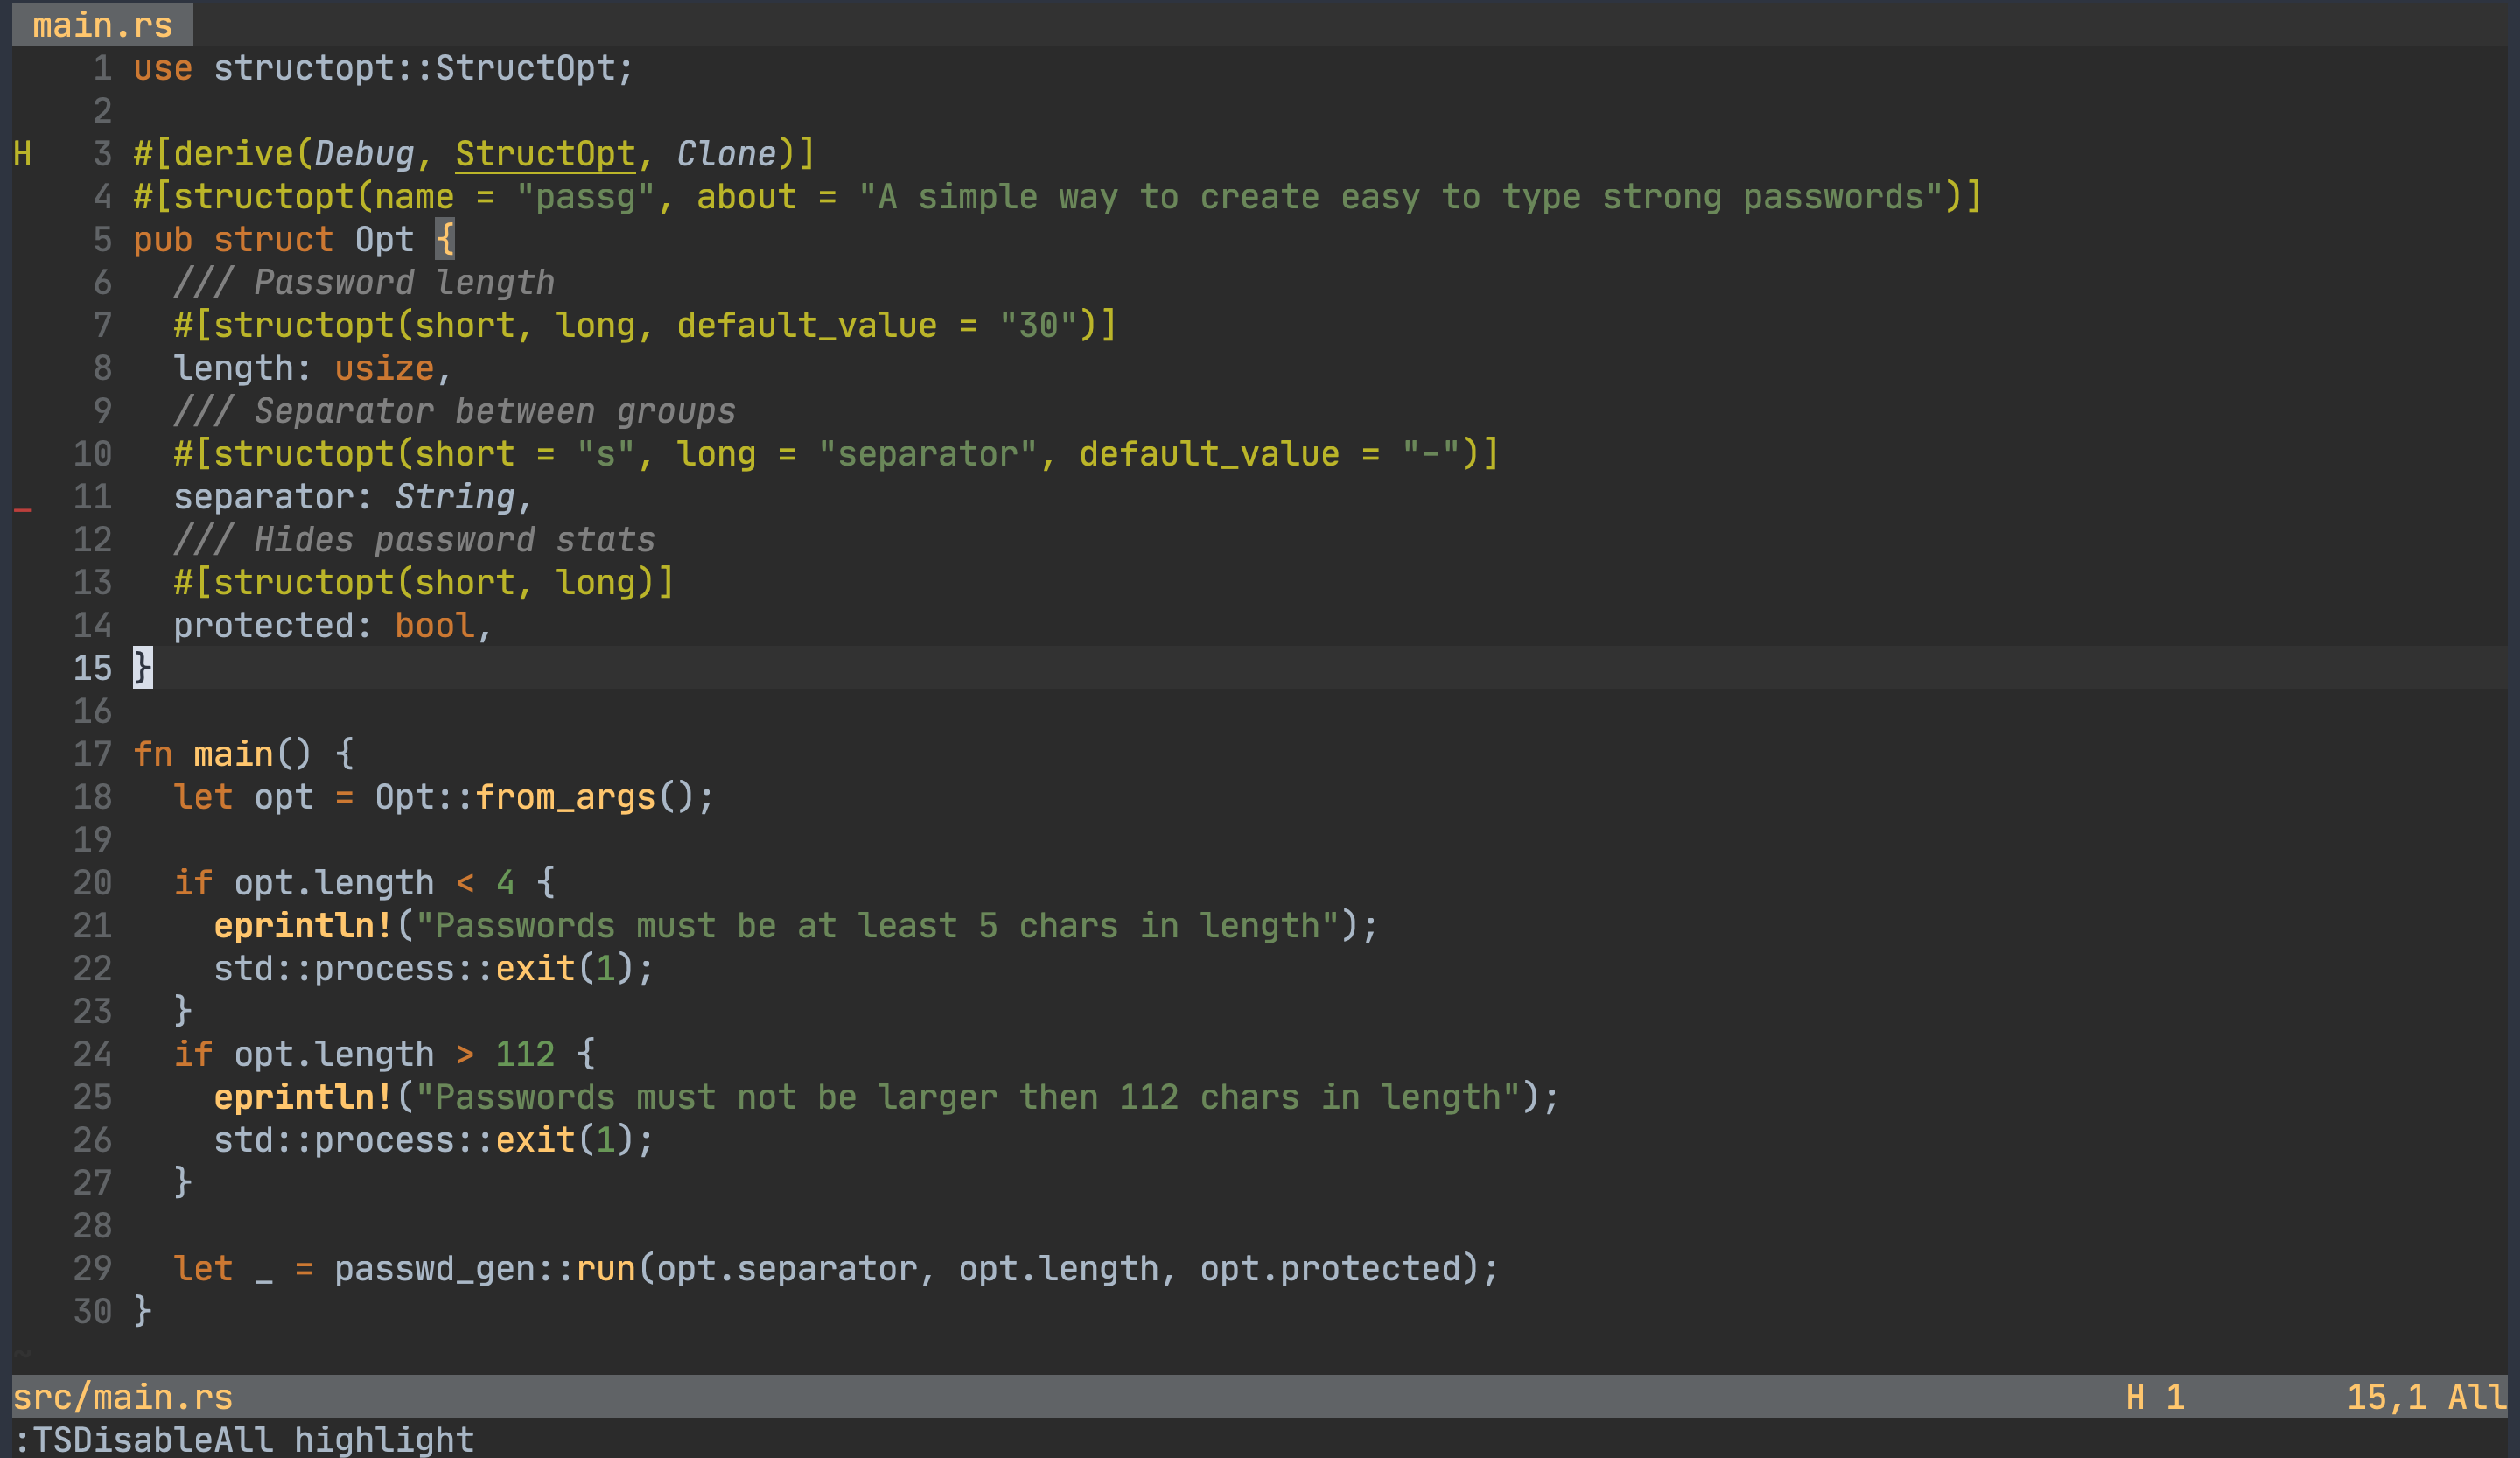 main.rs
1 use structopt::StructOpt;
2
H 3 #[derive(Debug, StructOpt, Clone)]
4 #[structopt(name = "passg", about = "A simple way to create easy to type strong passwords")]
5 pub struct Opt {
6   /// Password length
7   #[structopt(short, long, default_value = "30")]
8   length: usize,
9   /// Separator between groups
10   #[structopt(short = "s", long = "separator", default_value = "-")]
_ 11   separator: String,
12   /// Hides password stats
13   #[structopt(short, long)]
14   protected: bool,
15 }
16
17 fn main() {
18   let opt = Opt::from_args();
19
20   if opt.length < 4 {
21     eprintln!("Passwords must be at least 5 chars in length");
22     std::process::exit(1);
23   }
24   if opt.length > 112 {
25     eprintln!("Passwords must not be larger then 112 chars in length");
26     std::process::exit(1);
27   }
28
29   let _ = passwd_gen::run(opt.separator, opt.length, opt.protected);
30 }
~
src/main.rs H 1 15,1 All
:TSDisableAll highlight